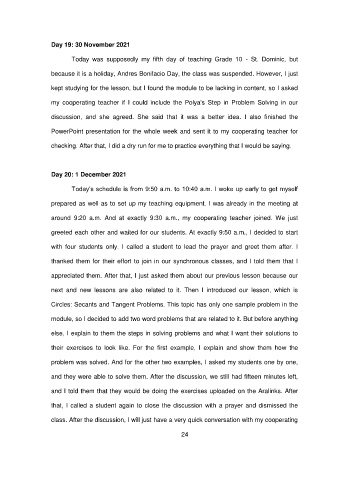 Day 19: 30 November 2021
Today was supposedly my fifth day of teaching Grade 10 - St. Dominic, but
because it is a holiday, Andres Bonifacio Day, the class was suspended. However, I just
kept studying for the lesson, but I found the module to be lacking in content, so I asked
my cooperating teacher if I could include the Polya's Step in Problem Solving in our
discussion, and she agreed. She said that it was a better idea. I also finished the
PowerPoint presentation for the whole week and sent it to my cooperating teacher for
checking. After that, I did a dry run for me to practice everything that I would be saying.
Day 20: 1 December 2021
Today's schedule is from 9:50 a.m. to 10:40 a.m. I woke up early to get myself
prepared as well as to set up my teaching equipment. I was already in the meeting at
around 9:20 a.m. And at exactly 9:30 a.m., my cooperating teacher joined. We just
greeted each other and waited for our students. At exactly 9:50 a.m., I decided to start
with four students only. I called a student to lead the prayer and greet them after. I
thanked them for their effort to join in our synchronous classes, and I told them that I
appreciated them. After that, I just asked them about our previous lesson because our
next and new lessons are also related to it. Then I introduced our lesson, which is
Circles: Secants and Tangent Problems. This topic has only one sample problem in the
module, so I decided to add two word problems that are related to it. But before anything
else, I explain to them the steps in solving problems and what I want their solutions to
their exercises to look like. For the first example, I explain and show them how the
problem was solved. And for the other two examples, I asked my students one by one,
and they were able to solve them. After the discussion, we still had fifteen minutes left,
and I told them that they would be doing the exercises uploaded on the Aralinks. After
that, I called a student again to close the discussion with a prayer and dismissed the
class. After the discussion, I will just have a very quick conversation with my cooperating
24